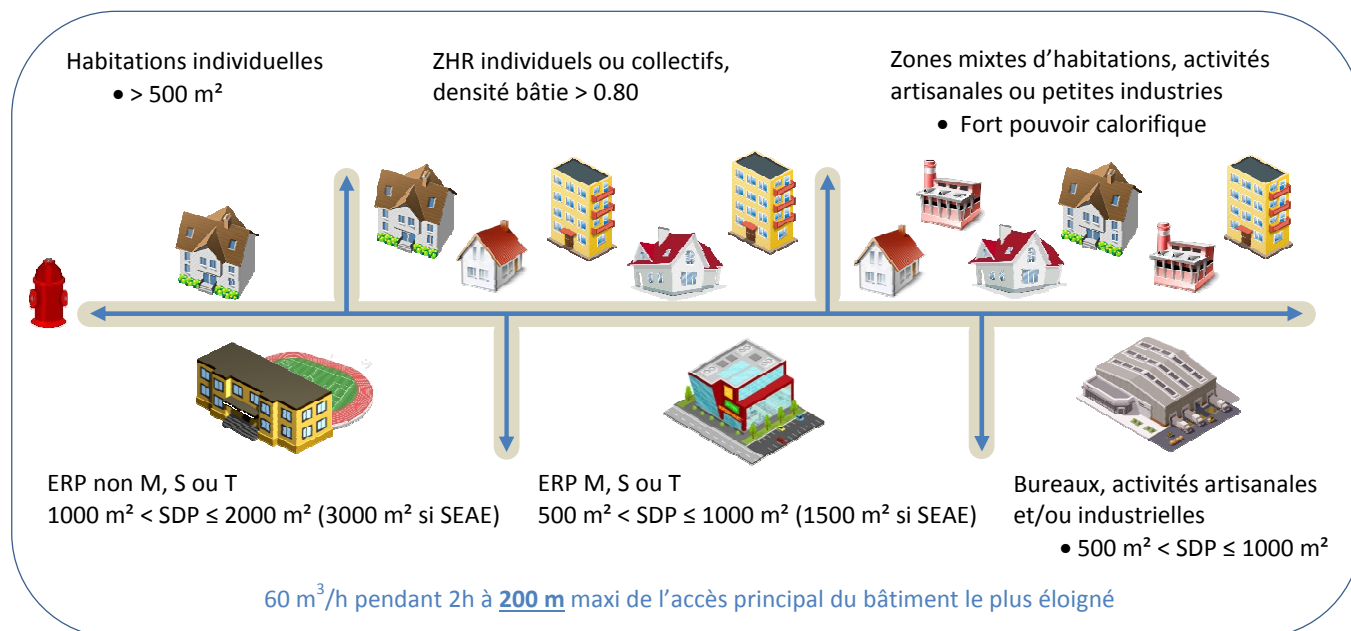 Habitations individuelles
• > 500 m²
ZHR individuels ou collectifs,
densité bâtie > 0.80
Zones mixtes d’habitations, activités
artisanales ou petites industries
• Fort pouvoir calorifique
ERP non M, S ou T
1000 m² < SDP ≤ 2000 m² (3000 m² si SEAE)
ERP M, S ou T
500 m² < SDP ≤ 1000 m² (1500 m² si SEAE)
Bureaux, activités artisanales
et/ou industrielles
• 500 m² < SDP ≤ 1000 m²
60 m³/h pendant 2h à 200 m maxi de l’accès principal du bâtiment le plus éloigné